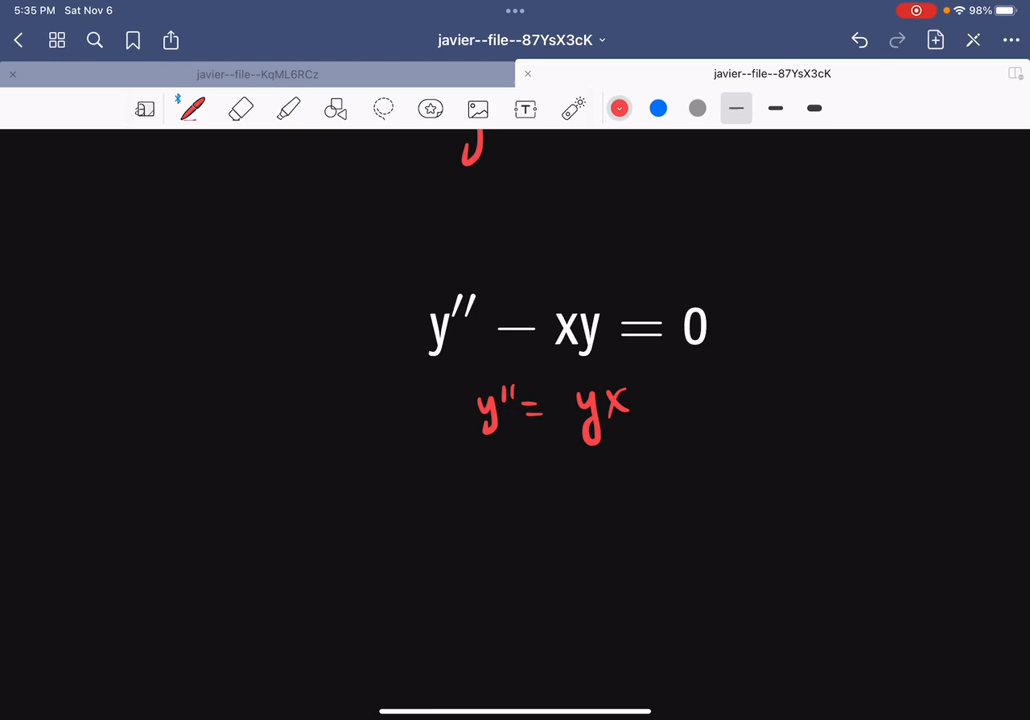 5:35 PM Sat Nov 6
98%
javier--file--87YsX3cK
javier--file--KqML6RCz
javier--file--87YsX3cK
T
y″ − xy = 0
y″ = yx